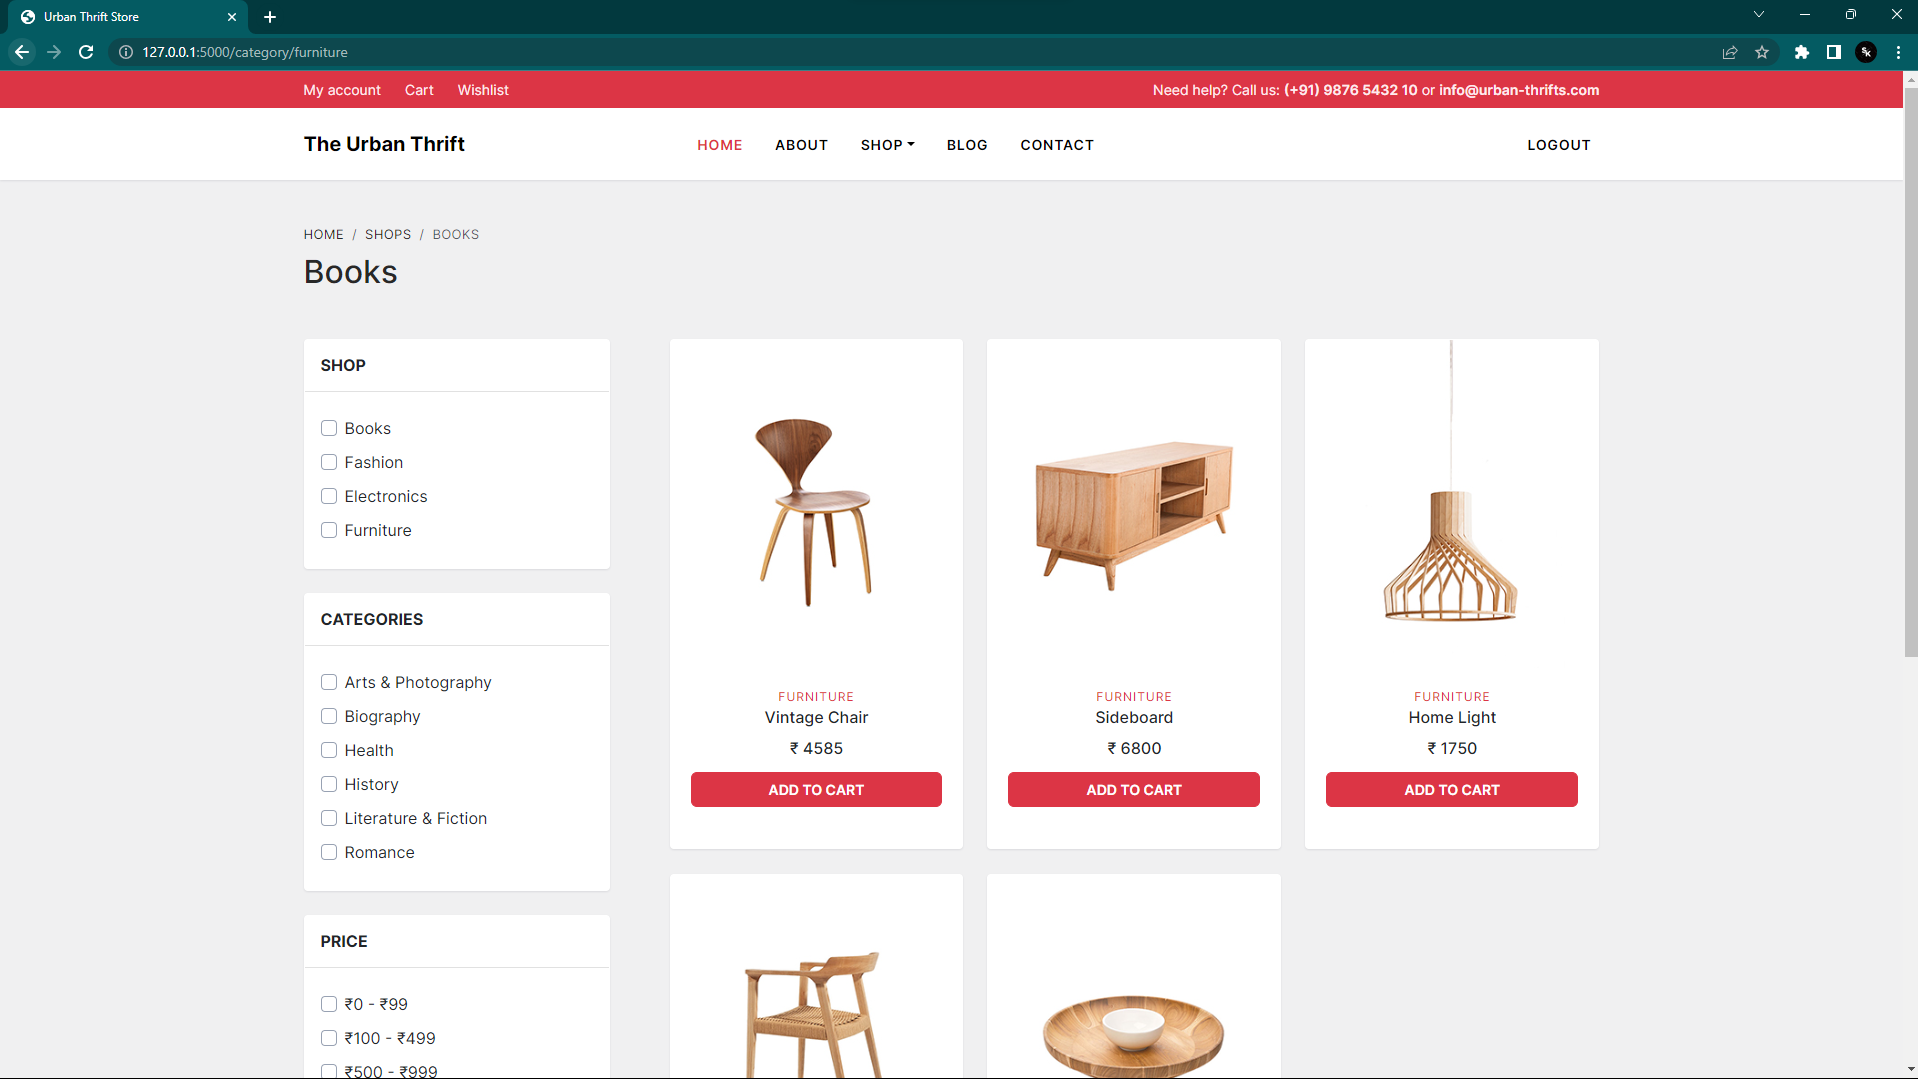 Urban Thrift Store
127.0.0.1:5000/category/furniture
My account Cart Wishlist Need help? Call us: (+91) 9876 5432 10 or info@urban-thrifts.com
The Urban Thrift HOME ABOUT SHOP BLOG CONTACT LOGOUT
HOME / SHOPS / BOOKS
Books
SHOP
Books
Fashion
Electronics
Furniture
CATEGORIES
Arts & Photography
Biography
Health
History
Literature & Fiction
Romance
PRICE
₹0 - ₹99
₹100 - ₹499
₹500 - ₹999
FURNITURE
Vintage Chair
₹ 4585
ADD TO CART
FURNITURE
Sideboard
₹ 6800
ADD TO CART
FURNITURE
Home Light
₹ 1750
ADD TO CART